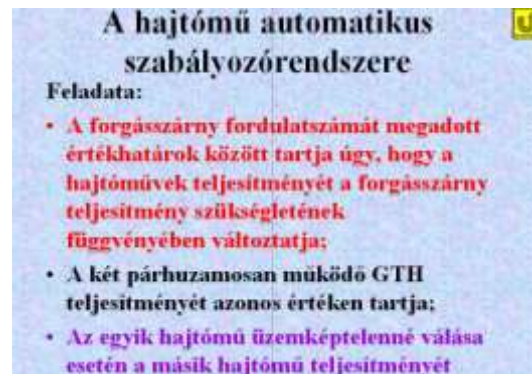 A hajtómű automatikus
szabályozórendszere
Feladata:
• A forgásszárny fordulatszámát megadott
értékhatárok között tartja úgy, hogy a
hajtóművek teljesítményét a forgásszárny
teljesítmény szükségletének
függvényében változtatja;
• A két párhuzamosan működő GTH
teljesítményét azonos értéken tartja;
• Az egyik hajtómű üzemképtelenné válása
esetén a másik hajtómű teljesítményét